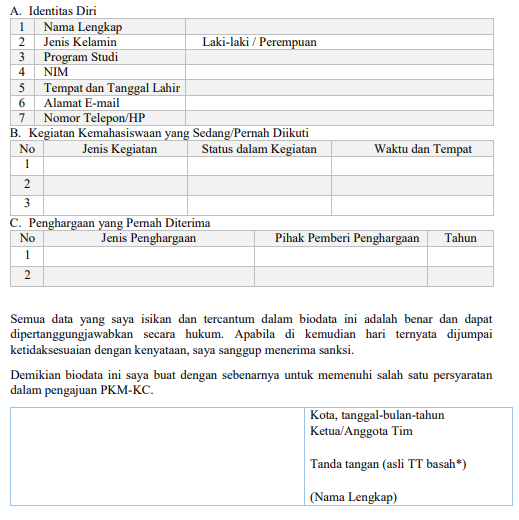 A. Identitas Diri
1 Nama Lengkap
2 Jenis Kelamin Laki-laki / Perempuan
3 Program Studi
4 NIM
5 Tempat dan Tanggal Lahir
6 Alamat E-mail
7 Nomor Telepon/HP
B. Kegiatan Kemahasiswaan yang Sedang/Pernah Diikuti
No Jenis Kegiatan Status dalam Kegiatan Waktu dan Tempat
1
2
3
C. Penghargaan yang Pernah Diterima
No Jenis Penghargaan Pihak Pemberi Penghargaan Tahun
1
2
Semua data yang saya isikan dan tercantum dalam biodata ini adalah benar dan dapat
dipertanggungjawabkan secara hukum. Apabila di kemudian hari ternyata dijumpai
ketidaksesuaian dengan kenyataan, saya sanggup menerima sanksi.
Demikian biodata ini saya buat dengan sebenarnya untuk memenuhi salah satu persyaratan
dalam pengajuan PKM-KC.
Kota, tanggal-bulan-tahun
Ketua/Anggota Tim
Tanda tangan (asli TT basah*)
(Nama Lengkap)